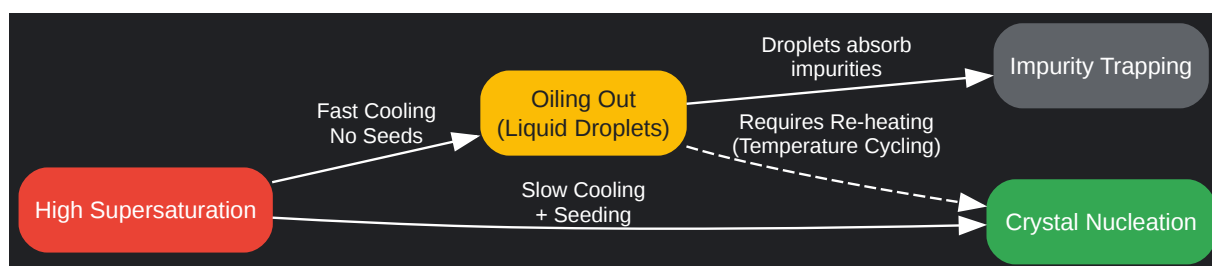 Droplets absorb
impurities
Impurity Trapping
Fast Cooling
No Seeds
Oiling Out
(Liquid Droplets)
Requires Re-heating
(Temperature Cycling)
High Supersaturation
Slow Cooling
+ Seeding
Crystal Nucleation